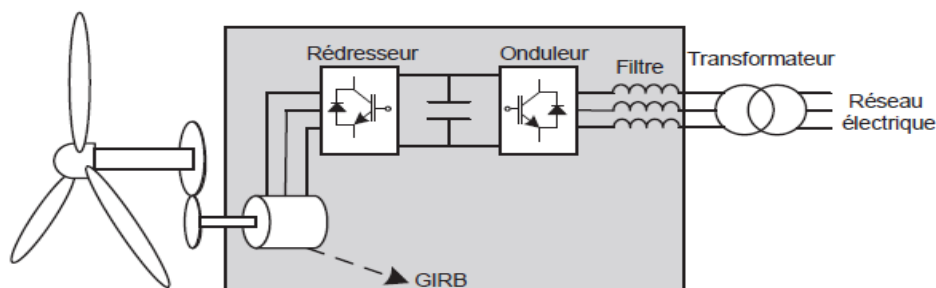 Rédresseur
Onduleur
Filtre
Transformateur
Réseau
électrique
GIRB